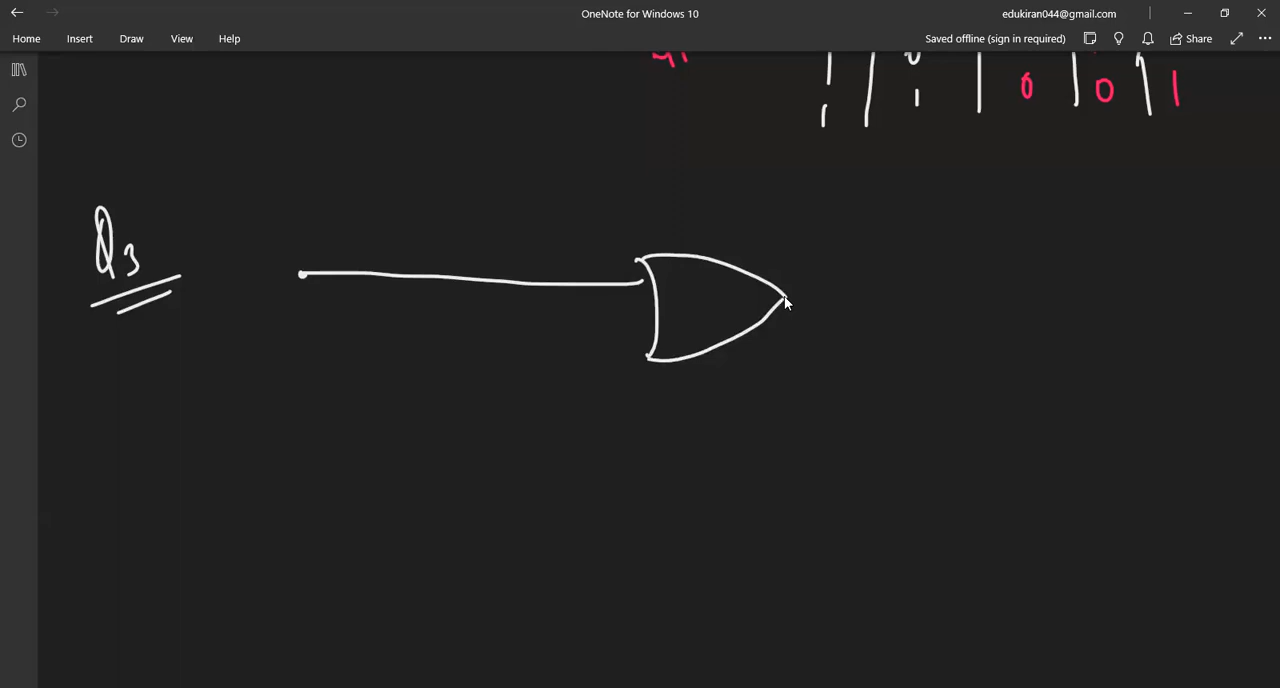 OneNote for Windows 10
edukiran044@gmail.com
Home Insert Draw View Help
Saved offline (sign in required)
Share
1 0 0 1
Q3